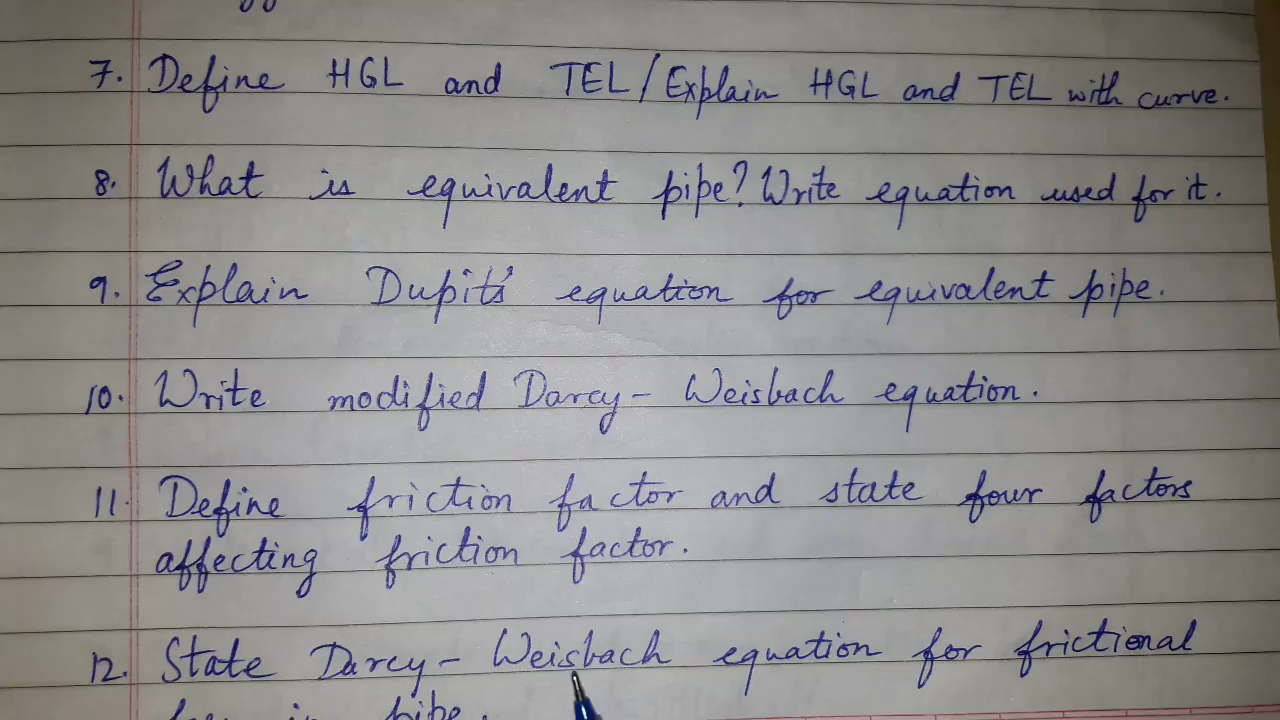 7. Define HGL and TEL/Explain HGL and TEL with curve.
8. What is equivalent pipe? Write equation used for it.
9. Explain Dupit's equation for equivalent pipe.
10. Write modified Darcy- Weisbach equation.
11. Define friction factor and state four factors
affecting friction factor.
12. State Darcy- Weisbach equation for frictional
in pipe.